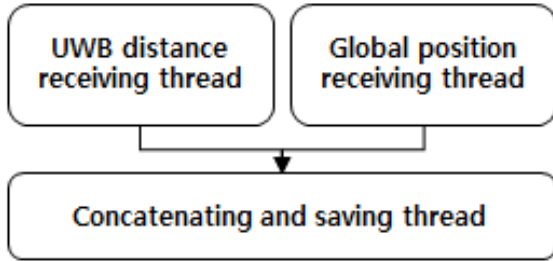 UWB distance
receiving thread
Global position
receiving thread
Concatenating and saving thread